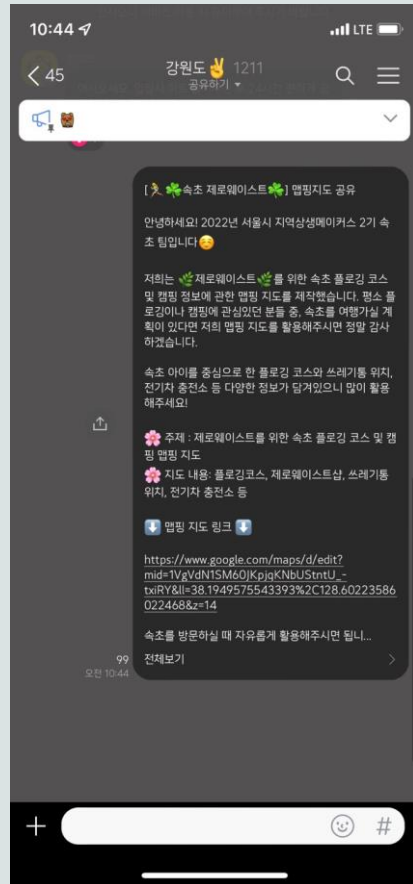 10:44
LTE
45
강원도✌️ 1211
공유하기
[🏃☘️속초 제로웨이스트☘️] 맵핑지도 공유
안녕하세요! 2022년 서울시 지역상생메이커스 2기 속
초 팀입니다☺️
저희는 🌿제로웨이스트🌿를 위한 속초 플로깅 코스
및 캠핑 정보에 관한 맵핑 지도를 제작했습니다. 평소 플
로깅이나 캠핑에 관심있던 분들 중, 속초를 여행가실 계
획이 있다면 저희 맵핑 지도를 활용해주시면 정말 감사
하겠습니다.
속초 아이를 중심으로 한 플로깅 코스와 쓰레기통 위치,
전기차 충전소 등 다양한 정보가 담겨있으니 많이 활용
해주세요!
🌸 주제 : 제로웨이스트를 위한 속초 플로깅 코스 및 캠
핑 맵핑 지도
🌸 지도 내용: 플로깅코스, 제로웨이스트샵, 쓰레기통
위치, 전기차 충전소 등
⬇️ 맵핑 지도 링크 ⬇️
https://www.google.com/maps/d/edit?
mid=1VgVdN1SM60JKpjqKNbUStntU_-
txiRY&ll=38.1949575543393%2C128.60223586
022468&z=14
속초를 방문하실 때 자유롭게 활용해주시면 됩니...
전체보기
99
오전 10:44
#